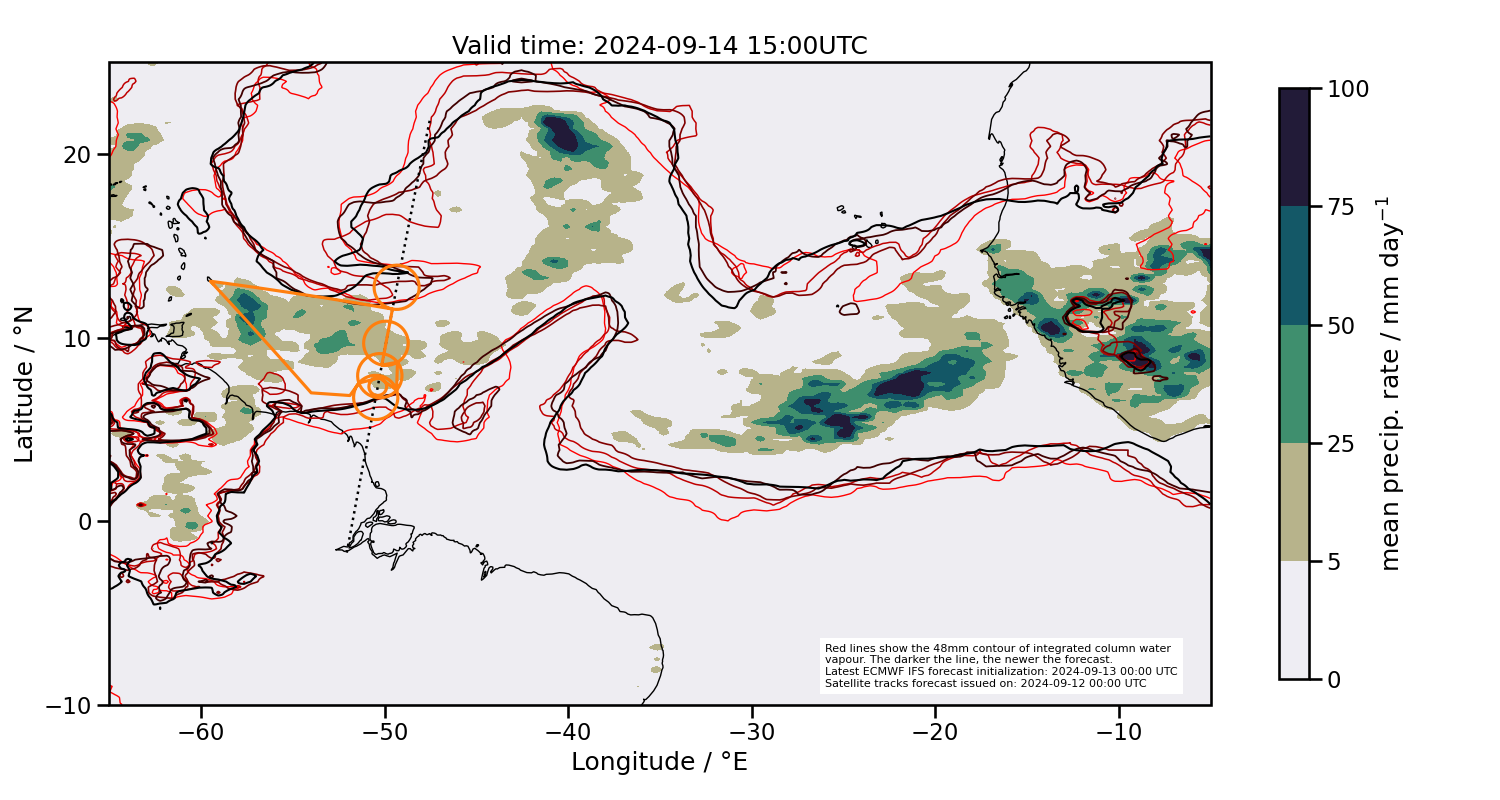 Valid time: 2024-09-14 15:00UTC
20
10
0
−10
Latitude / °N
−60
−50
−40
−30
−20
−10
Longitude / °E
Red lines show the 48mm contour of integrated column water
vapour. The darker the line, the newer the forecast.
Latest ECMWF IFS forecast initialization: 2024-09-13 00:00 UTC
Satellite tracks forecast issued on: 2024-09-12 00:00 UTC
100
75
50
25
5
0
mean precip. rate / mm day⁻¹